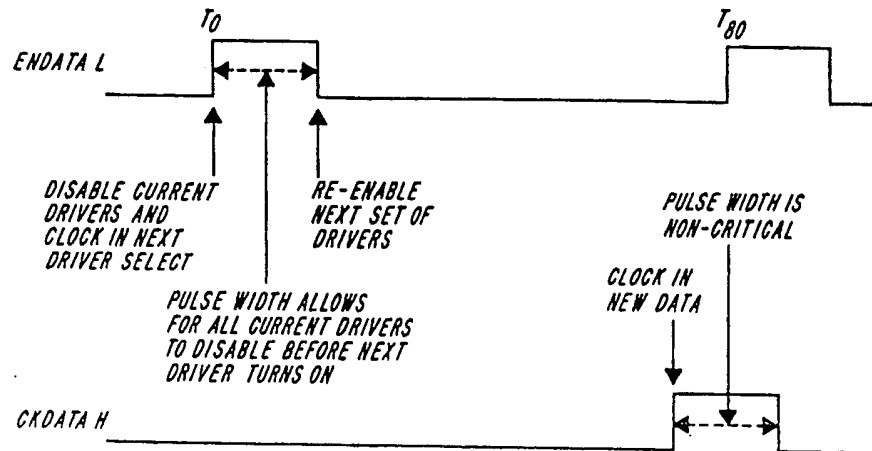 T0
T80
ENDATA L
DISABLE CURRENT
DRIVERS AND
CLOCK IN NEXT
DRIVER SELECT
RE-ENABLE
NEXT SET OF
DRIVERS
PULSE WIDTH IS
NON-CRITICAL
CLOCK IN
NEW DATA
PULSE WIDTH ALLOWS
FOR ALL CURRENT DRIVERS
TO DISABLE BEFORE NEXT
DRIVER TURNS ON
CKDATA H